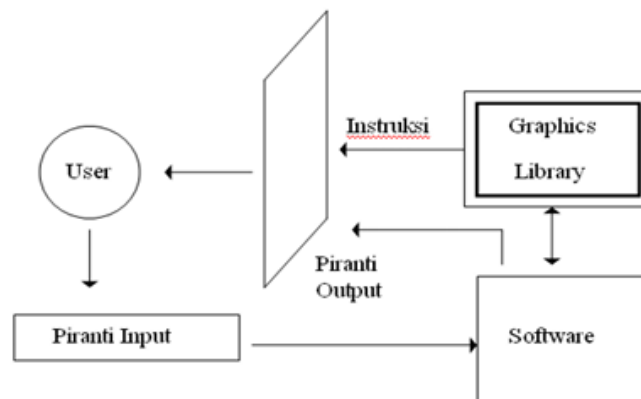 Instruksi
Graphics
Library
User
Piranti
Output
Piranti Input
Software